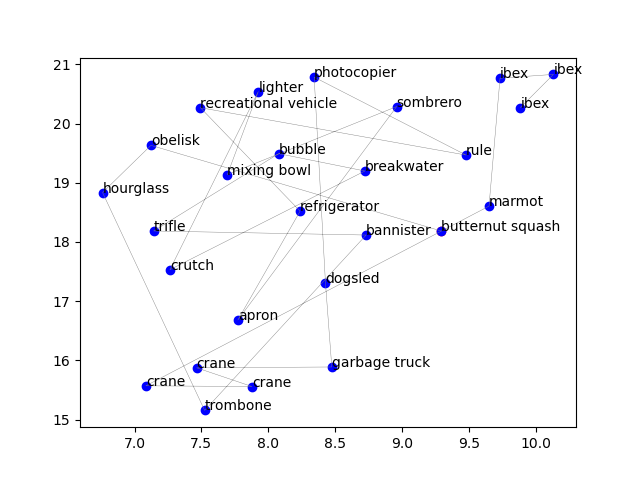 21
photocopier
ibex
ibex
lighter
recreational vehicle
sombrero
ibex
20
obelisk
bubble
rule
mixing bowl
breakwater
19
hourglass
refrigerator
marmot
trifle
bannister
butternut squash
18
crutch
dogsled
17
apron
16
crane
garbage truck
crane
crane
trombone
15
7.0 7.5 8.0 8.5 9.0 9.5 10.0